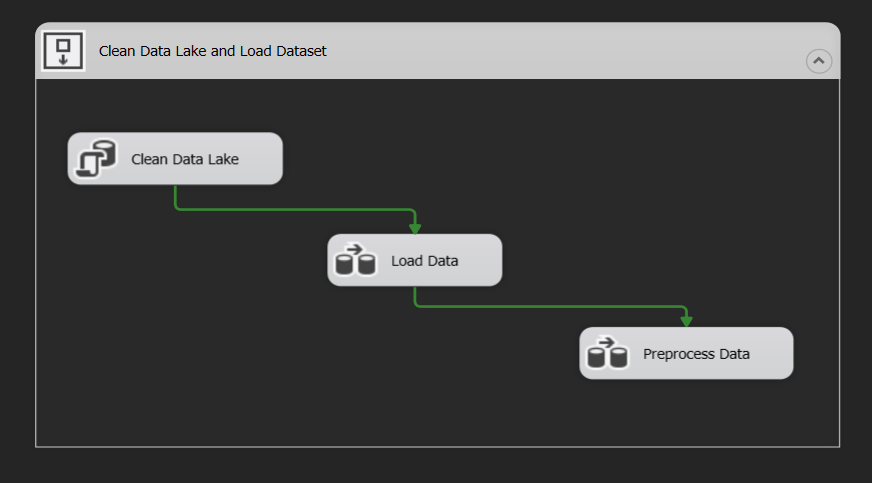 Clean Data Lake and Load Dataset
Clean Data Lake
Load Data
Preprocess Data